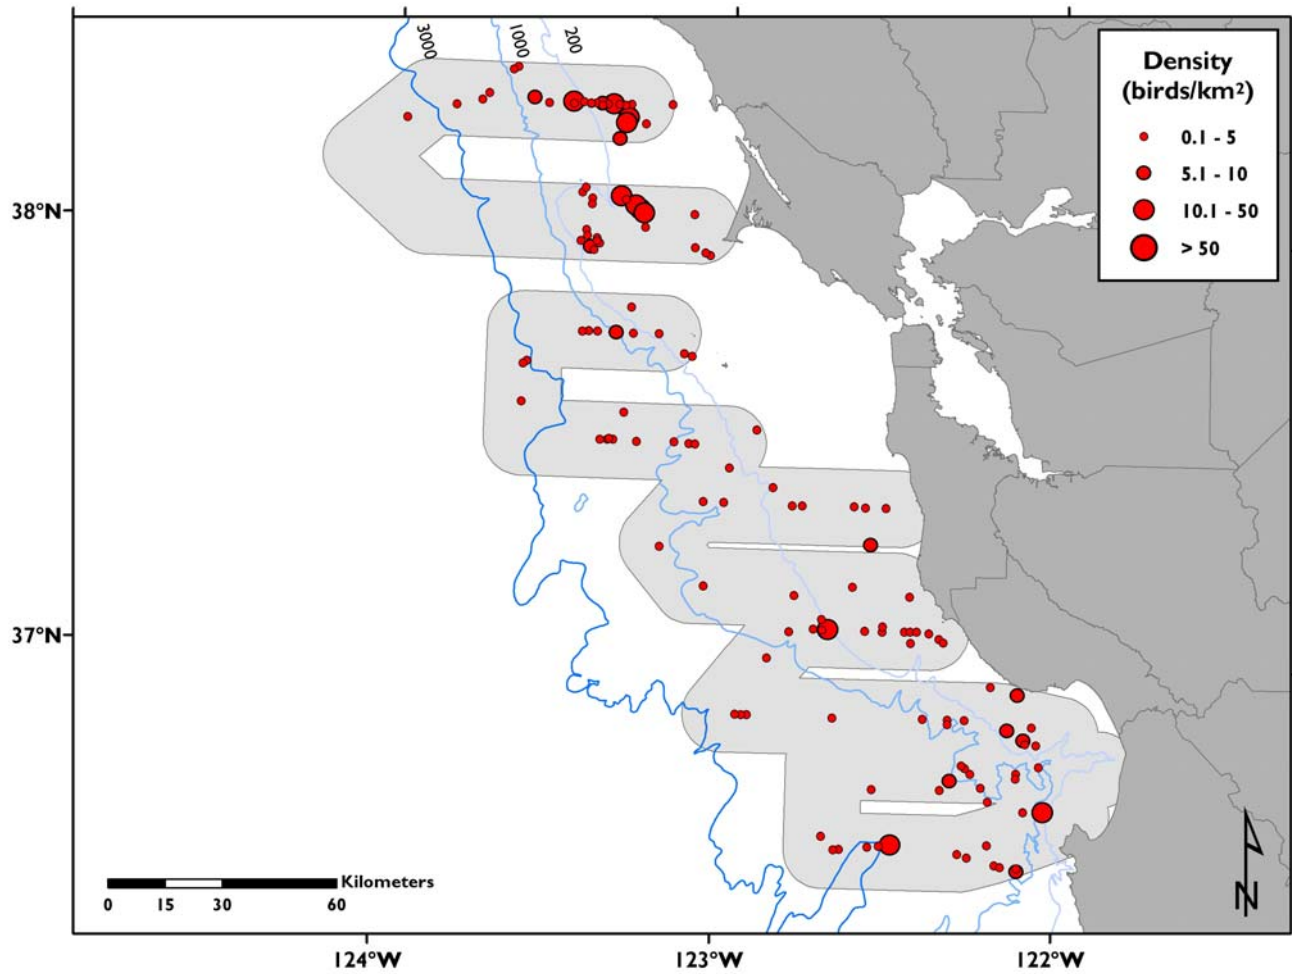 3000
1000
200
Density
(birds/km²)
0.1 - 5
5.1 - 10
10.1 - 50
> 50
38°N
37°N
Kilometers
0 15 30 60
N
124°W 123°W 122°W